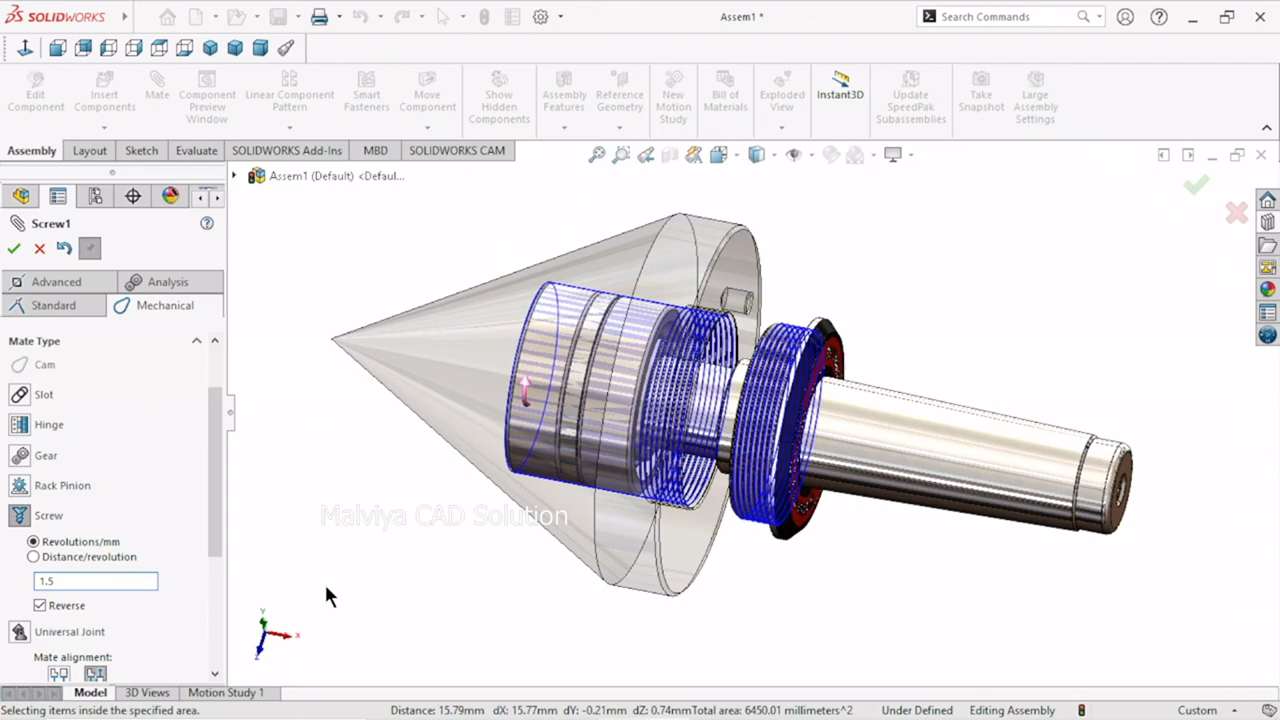 SOLIDWORKS
Assem1 *
Search Commands
Edit Component
Insert Components
Mate
Component Preview Window
Linear Component Pattern
Smart Fasteners
Move Component
Show Hidden Components
Assembly Features
Reference Geometry
New Motion Study
Bill of Materials
Exploded View
Instant3D
Update SpeedPak Subassemblies
Take Snapshot
Large Assembly Settings
Assembly
Layout
Sketch
Evaluate
SOLIDWORKS Add-Ins
MBD
SOLIDWORKS CAM
Assem1 (Default) <Defaul...
Screw1
Advanced
Analysis
Standard
Mechanical
Mate Type
Cam
Slot
Hinge
Gear
Rack Pinion
Screw
Revolutions/mm
Distance/revolution
1.5
Reverse
Universal Joint
Mate alignment:
Malviya CAD Solution
Y
X
Z
Model
3D Views
Motion Study 1
Selecting items inside the specified area.
Distance: 15.79mm dX: 15.77mm dY: -0.21mm dZ: 0.74mmTotal area: 6450.01 millimeters^2
Under Defined
Editing Assembly
Custom